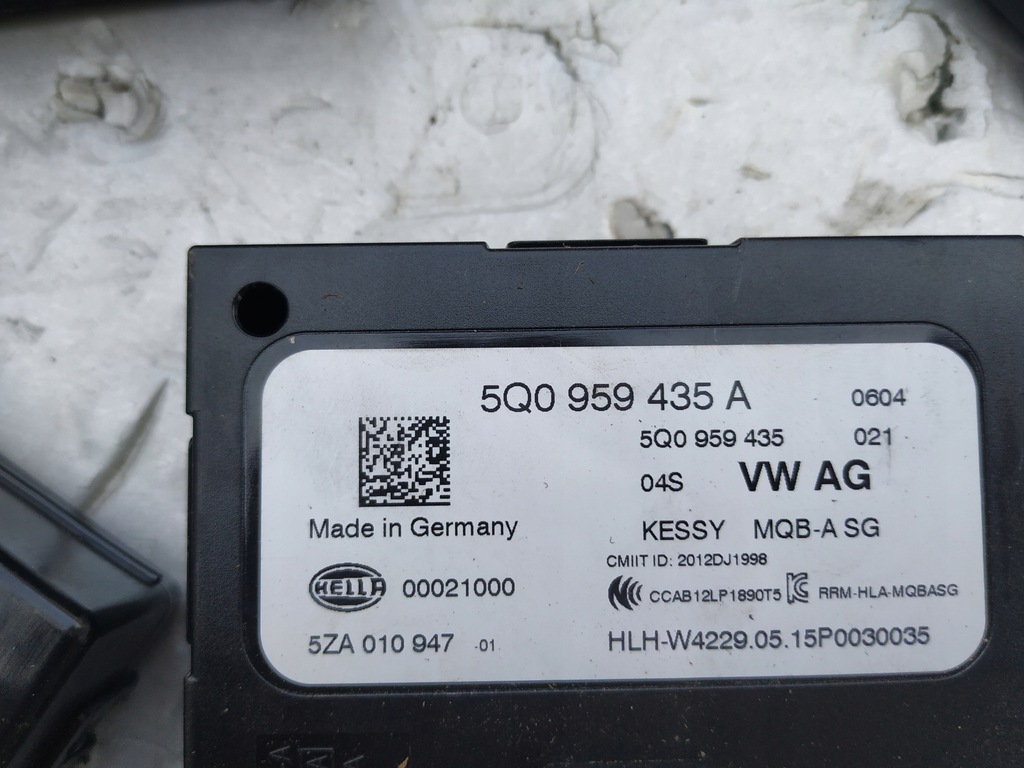 5Q0 959 435 A 0604
5Q0 959 435 021
04S VW AG
Made in Germany KESSY MQB-A SG
CMIIT ID: 2012DJ1998
HELLA 00021000 CCAB12LP1890T5 RRM-HLA-MQBASG
5ZA 010 947 -01 HLH-W4229.05.15P0030035